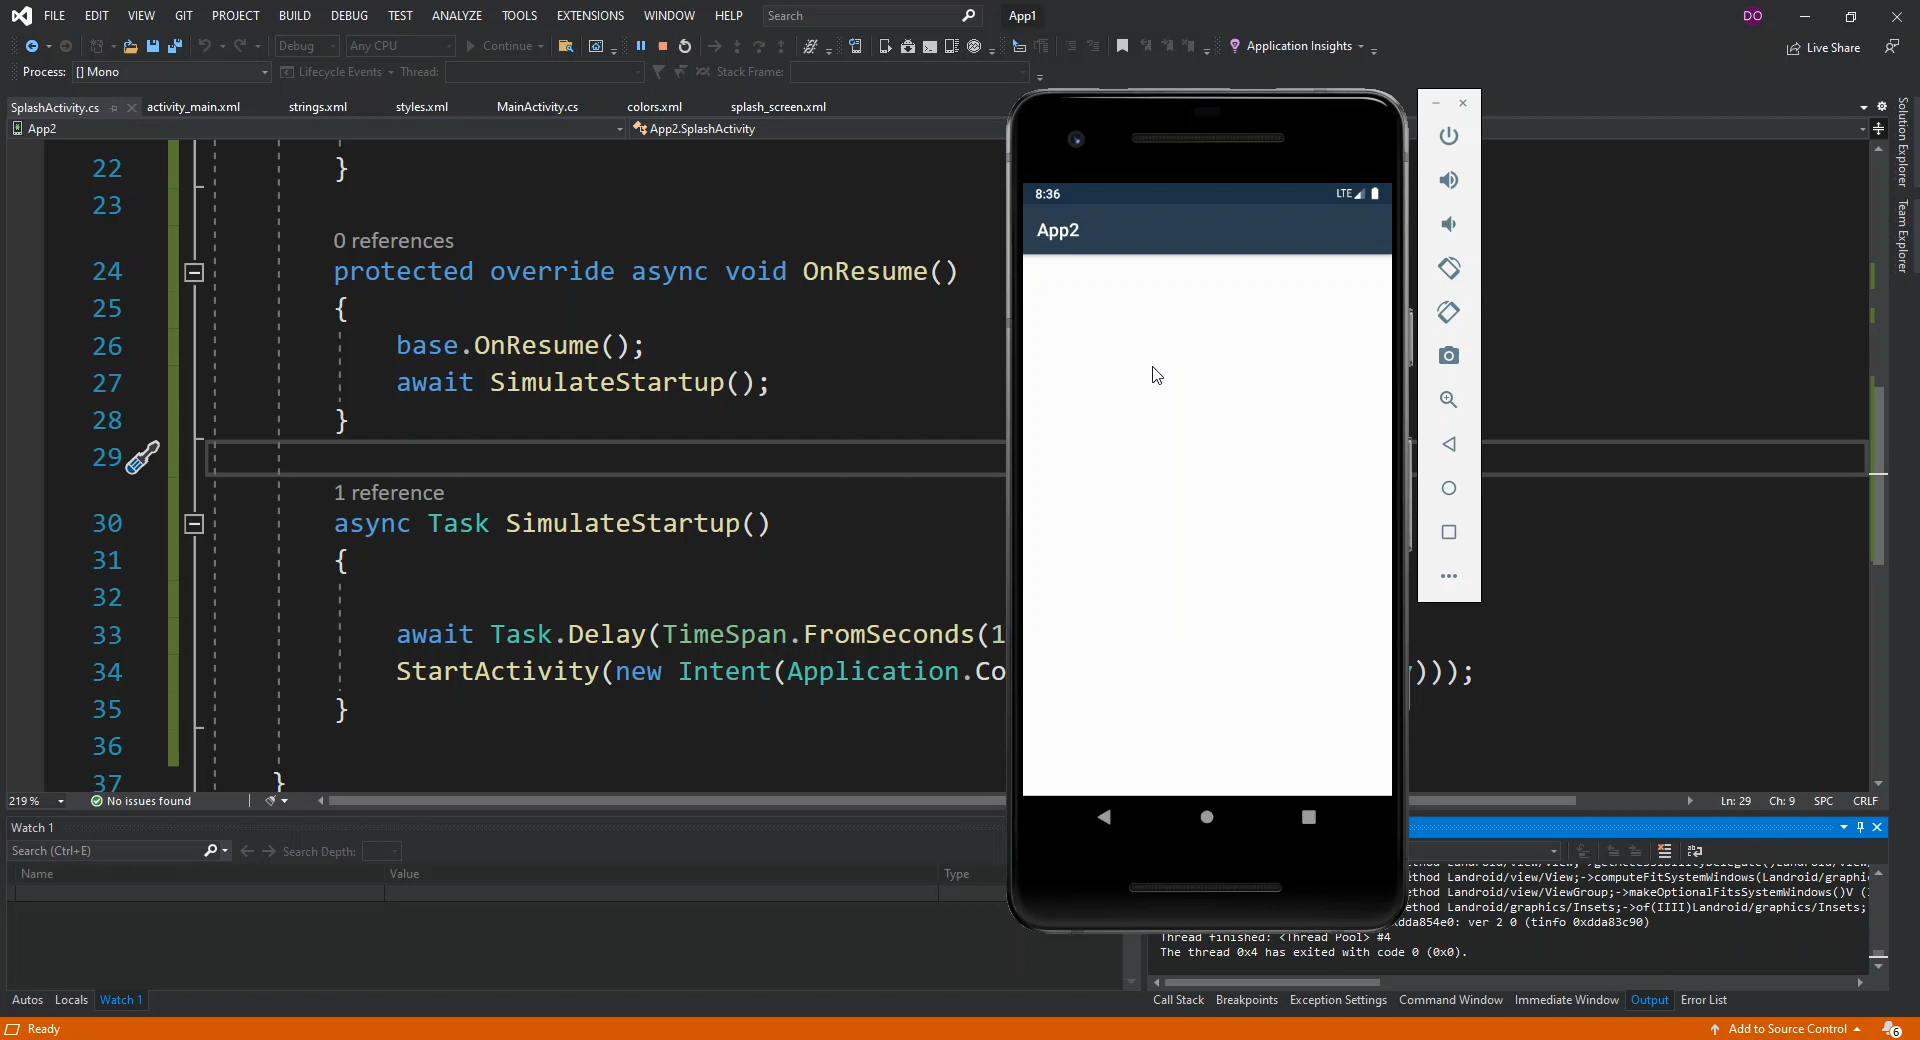 FILE EDIT VIEW GIT PROJECT BUILD DEBUG TEST ANALYZE TOOLS EXTENSIONS WINDOW HELP Search App1 DO
Debug Any CPU Continue Application Insights Live Share
Process: [] Mono Lifecycle Events Thread: Stack Frame:
SplashActivity.cs activity_main.xml strings.xml styles.xml MainActivity.cs colors.xml splash_screen.xml
App2 App2.SplashActivity
Solution Explorer
Team Explorer
22 }
23
0 references
24 protected override async void OnResume()
25 {
26 base.OnResume();
27 await SimulateStartup();
28 }
29
1 reference
30 async Task SimulateStartup()
31 {
32
33 await Task.Delay(TimeSpan.FromSeconds(1
34 StartActivity(new Intent(Application.Co )));
35 }
36
37 }
8:36 LTE
App2
219 % No issues found Ln: 29 Ch: 9 SPC CRLF
Watch 1
Search (Ctrl+E) Search Depth:
Name Value Type
ethod Landroid/view/View;->computeFitSystemWindows(Landroid/graphic
ethod Landroid/view/ViewGroup;->makeOptionalFitsSystemWindows()V (
ethod Landroid/graphics/Insets;->of(IIII)Landroid/graphics/Insets;
dda854e0: ver 2 0 (tinfo 0xdda83c90)
Thread finished: <Thread Pool> #4
The thread 0x4 has exited with code 0 (0x0).
Autos Locals Watch 1 Call Stack Breakpoints Exception Settings Command Window Immediate Window Output Error List
Ready Add to Source Control 6